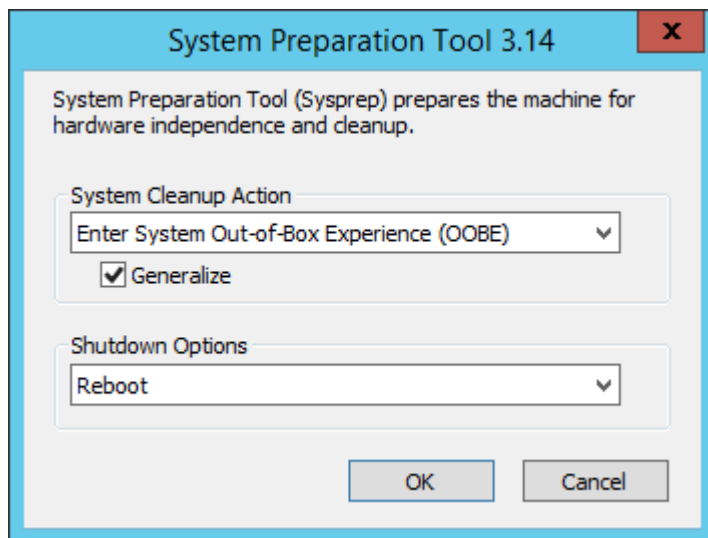 System Preparation Tool 3.14
x
System Preparation Tool (Sysprep) prepares the machine for
hardware independence and cleanup.
System Cleanup Action
Enter System Out-of-Box Experience (OOBE)
Generalize
Shutdown Options
Reboot
OK Cancel